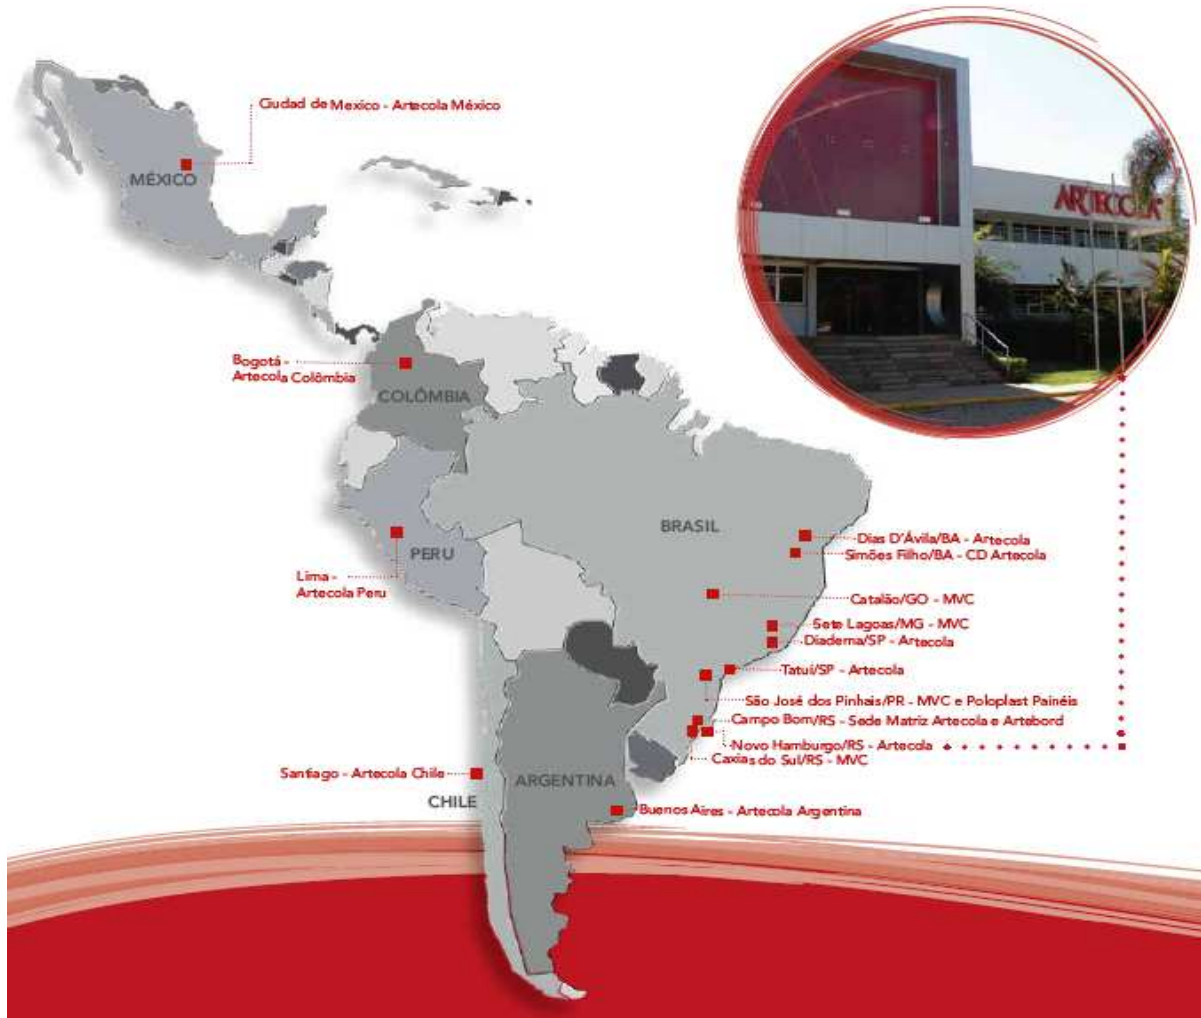 Ciudad de Mexico - Artecola México
ARTECOLA
MÉXICO
Bogotá -
Artecola Colômbia
COLÔMBIA
BRASIL
Dias D'Ávila/BA - Artecola
Simões Filho/BA - CD Artecola
PERU
Lima -
Artecola Peru
Catalão/GO - MVC
Sete Lagoas/MG - MVC
Diadema/SP - Artecola
Tatuí/SP - Artecola
São José dos Pinhais/PR - MVC e Poloplast Painéis
Campo Bom/RS - Sede Matriz Artecola e Artebord
Novo Hamburgo/RS - Artecola
Caxias do Sul/RS - MVC
Santiago - Artecola Chile
ARGENTINA
CHILE
Buenos Aires - Artecola Argentina